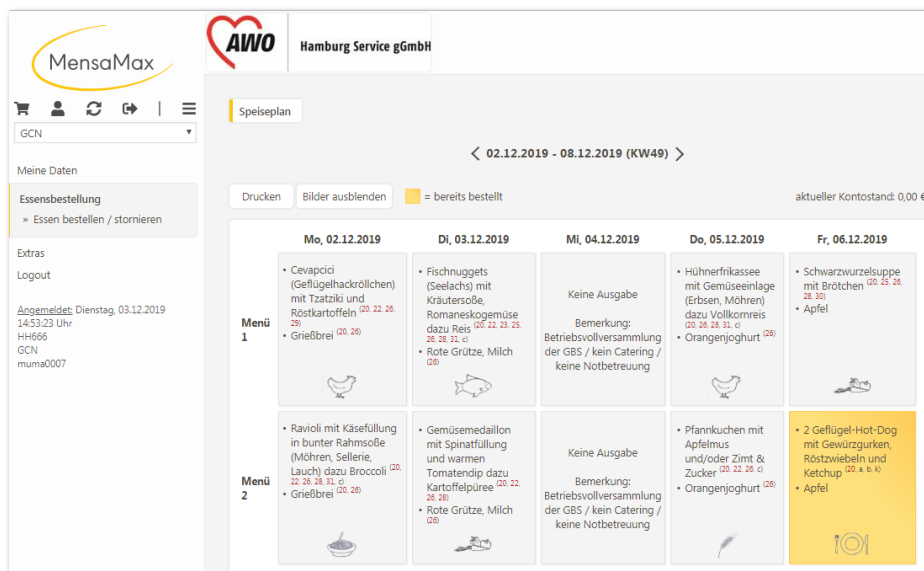 MensaMax
AWO
Hamburg Service gGmbH
GCN
Meine Daten
Essensbestellung
» Essen bestellen / stornieren
Extras
Logout
Angemeldet: Dienstag, 03.12.2019
14:53:23 Uhr
HH666
GCN
muma0007
Speiseplan
02.12.2019 - 08.12.2019 (KW49)
Drucken
Bilder ausblenden
= bereits bestellt
aktueller Kontostand: 0,00 €
Mo, 02.12.2019
Di, 03.12.2019
Mi, 04.12.2019
Do, 05.12.2019
Fr, 06.12.2019
Menü
1
• Cevapcici
(Geflügelhackröllchen)
mit Tzatziki und
Röstkartoffeln (20, 22, 26,
29)
• Grießbrei (20, 26)
• Fischnuggets
(Seelachs) mit
Kräutersoße,
Romaneskogemüse
dazu Reis (20, 22, 23, 25,
26, 28, 31, c)
• Rote Grütze, Milch
(26)
Keine Ausgabe
Bemerkung:
Betriebsvollversammlung
der GBS / kein Catering /
keine Notbetreuung
• Hühnerfrikassee
mit Gemüseeinlage
(Erbsen, Möhren)
dazu Vollkornreis
(20, 26, 28, 31, c)
• Orangenjoghurt (26)
• Schwarzwurzelsuppe
mit Brötchen (20, 25, 26,
28, 30)
• Apfel
Menü
2
• Ravioli mit Käsefüllung
in bunter Rahmsoße
(Möhren, Sellerie,
Lauch) dazu Broccoli (20,
22, 26, 28, 31, c)
• Grießbrei (20, 26)
• Gemüsemedaillon
mit Spinatfüllung
und warmen
Tomatendip dazu
Kartoffelpüree (20, 22,
26, 28)
• Rote Grütze, Milch
(26)
Keine Ausgabe
Bemerkung:
Betriebsvollversammlung
der GBS / kein Catering /
keine Notbetreuung
• Pfannkuchen mit
Apfelmus
und/oder Zimt &
Zucker (20, 22, 26, c)
• Orangenjoghurt (26)
• 2 Geflügel-Hot-Dog
mit Gewürzgurken,
Röstzwiebeln und
Ketchup (20, a, b, k)
• Apfel